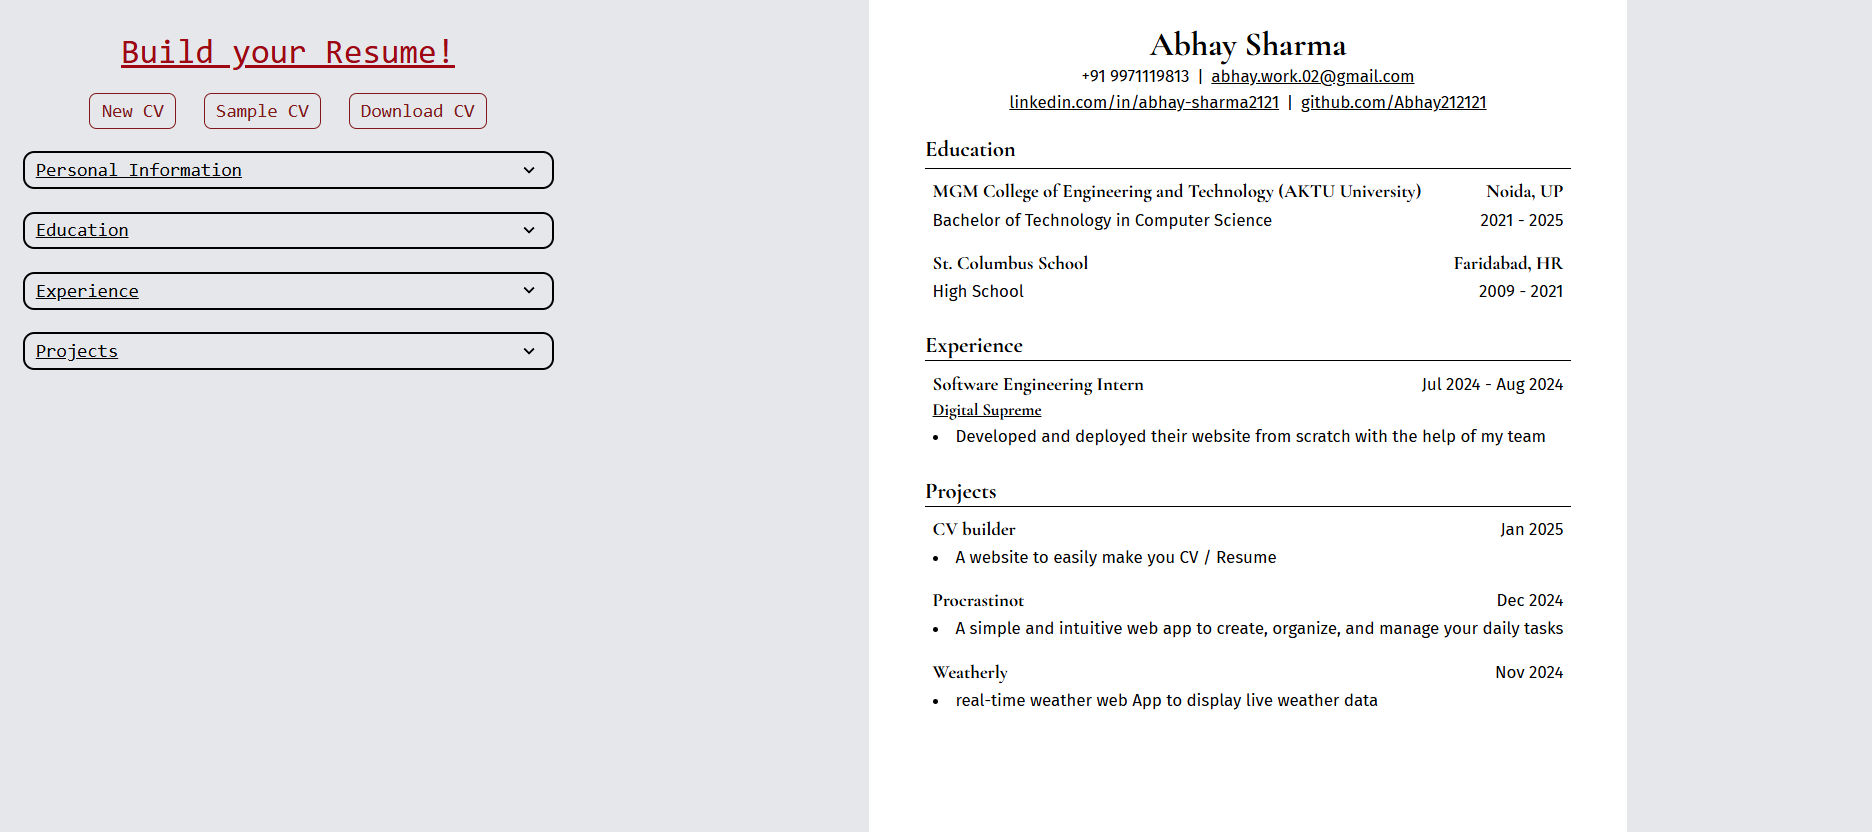 Build your Resume!
New CV Sample CV Download CV
Personal Information
Education
Experience
Projects
Abhay Sharma
+91 9971119813 | abhay.work.02@gmail.com
linkedin.com/in/abhay-sharma2121 | github.com/Abhay212121
Education
MGM College of Engineering and Technology (AKTU University) Noida, UP
Bachelor of Technology in Computer Science 2021 - 2025
St. Columbus School Faridabad, HR
High School 2009 - 2021
Experience
Software Engineering Intern Jul 2024 - Aug 2024
Digital Supreme
• Developed and deployed their website from scratch with the help of my team
Projects
CV builder Jan 2025
• A website to easily make you CV / Resume
Procrastinot Dec 2024
• A simple and intuitive web app to create, organize, and manage your daily tasks
Weatherly Nov 2024
• real-time weather web App to display live weather data